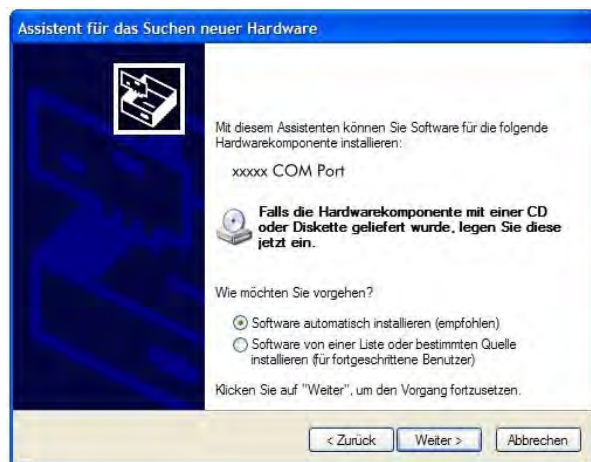 Assistent für das Suchen neuer Hardware
Mit diesem Assistenten können Sie Software für die folgende
Hardwarekomponente installieren:
xxxxx COM Port
Falls die Hardwarekomponente mit einer CD
oder Diskette geliefert wurde, legen Sie diese
jetzt ein.
Wie möchten Sie vorgehen?
Software automatisch installieren (empfohlen)
Software von einer Liste oder bestimmten Quelle
installieren (für fortgeschrittene Benutzer)
Klicken Sie auf "Weiter", um den Vorgang fortzusetzen.
< Zurück Weiter > Abbrechen